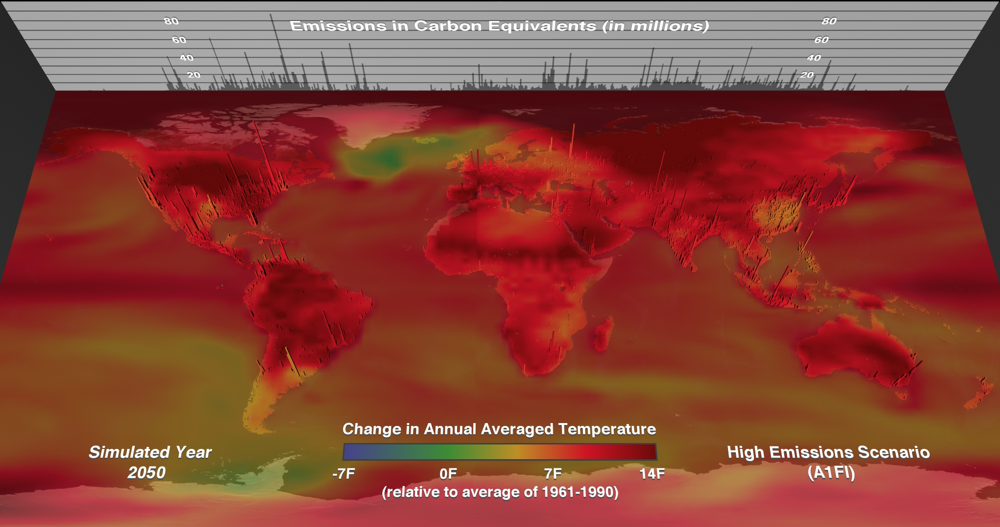 Emissions in Carbon Equivalents (in millions)
80
80
60
60
40
40
20
20
Change in Annual Averaged Temperature
-7F 0F 7F 14F
(relative to average of 1961-1990)
Simulated Year
2050
High Emissions Scenario
(A1FI)